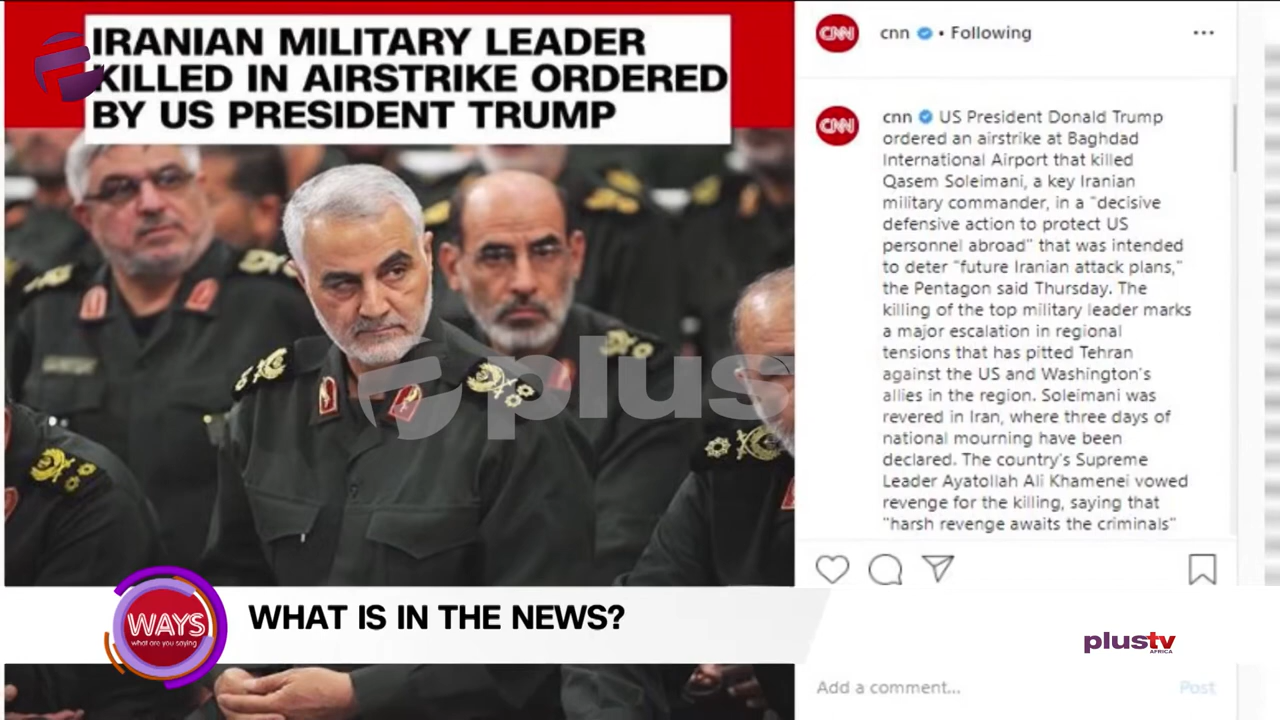 IRANIAN MILITARY LEADER
KILLED IN AIRSTRIKE ORDERED
BY US PRESIDENT TRUMP
CNN
cnn • Following
CNN
cnn US President Donald Trump
ordered an airstrike at Baghdad
International Airport that killed
Qasem Soleimani, a key Iranian
military commander, in a "decisive
defensive action to protect US
personnel abroad" that was intended
to deter "future Iranian attack plans,"
the Pentagon said Thursday. The
killing of the top military leader marks
a major escalation in regional
tensions that has pitted Tehran
against the US and Washington's
allies in the region. Soleimani was
revered in Iran, where three days of
national mourning have been
declared. The country's Supreme
Leader Ayatollah Ali Khamenei vowed
revenge for the killing, saying that
"harsh revenge awaits the criminals"
plus
WAYS
what are you saying
WHAT IS IN THE NEWS?
plustv
AFRICA
Add a comment...
Post